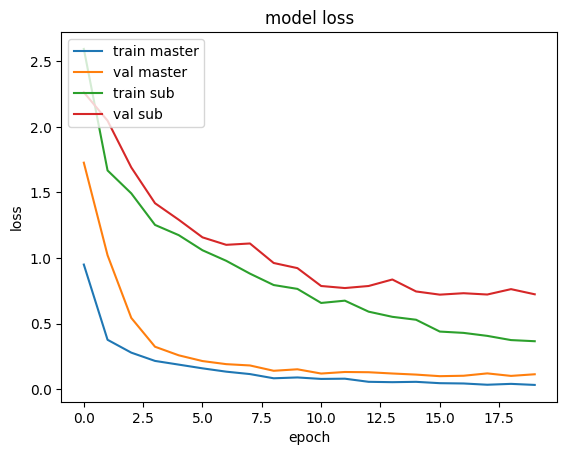 model loss
train master
val master
train sub
val sub
2.5
2.0
1.5
1.0
0.5
0.0
loss
0.0 2.5 5.0 7.5 10.0 12.5 15.0 17.5
epoch